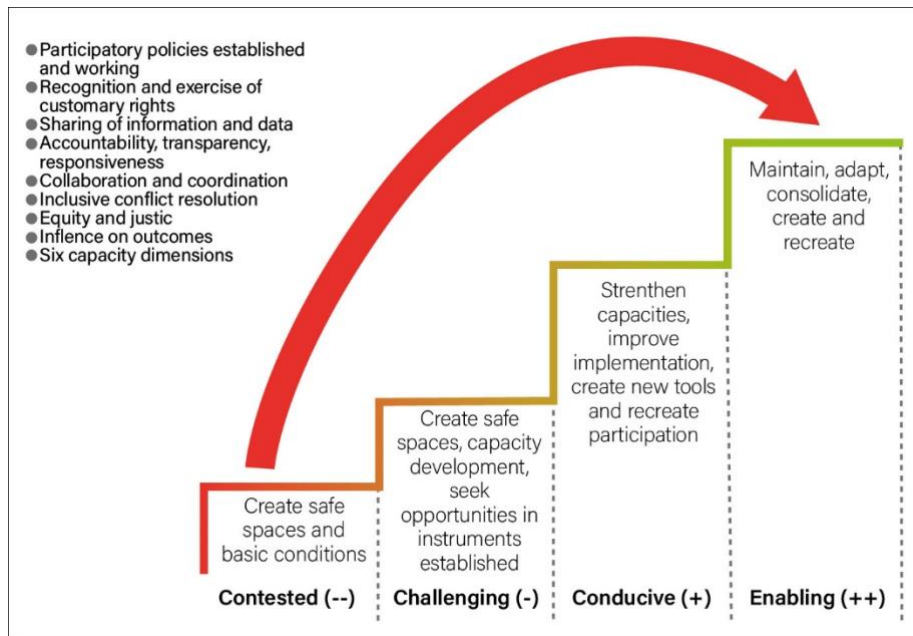 Participatory policies established
and working
Recognition and exercise of
customary rights
Sharing of information and data
Accountability, transparency,
responsiveness
Collaboration and coordination
Inclusive conflict resolution
Equity and justic
Inflence on outcomes
Six capacity dimensions
Create safe
spaces and
basic conditions
Create safe
spaces, capacity
development,
seek
opportunities in
instruments
established
Strenthen
capacities,
improve
implementation,
create new tools
and recreate
participation
Maintain, adapt,
consolidate,
create and
recreate
Contested (--)
Challenging (-)
Conducive (+)
Enabling (++)